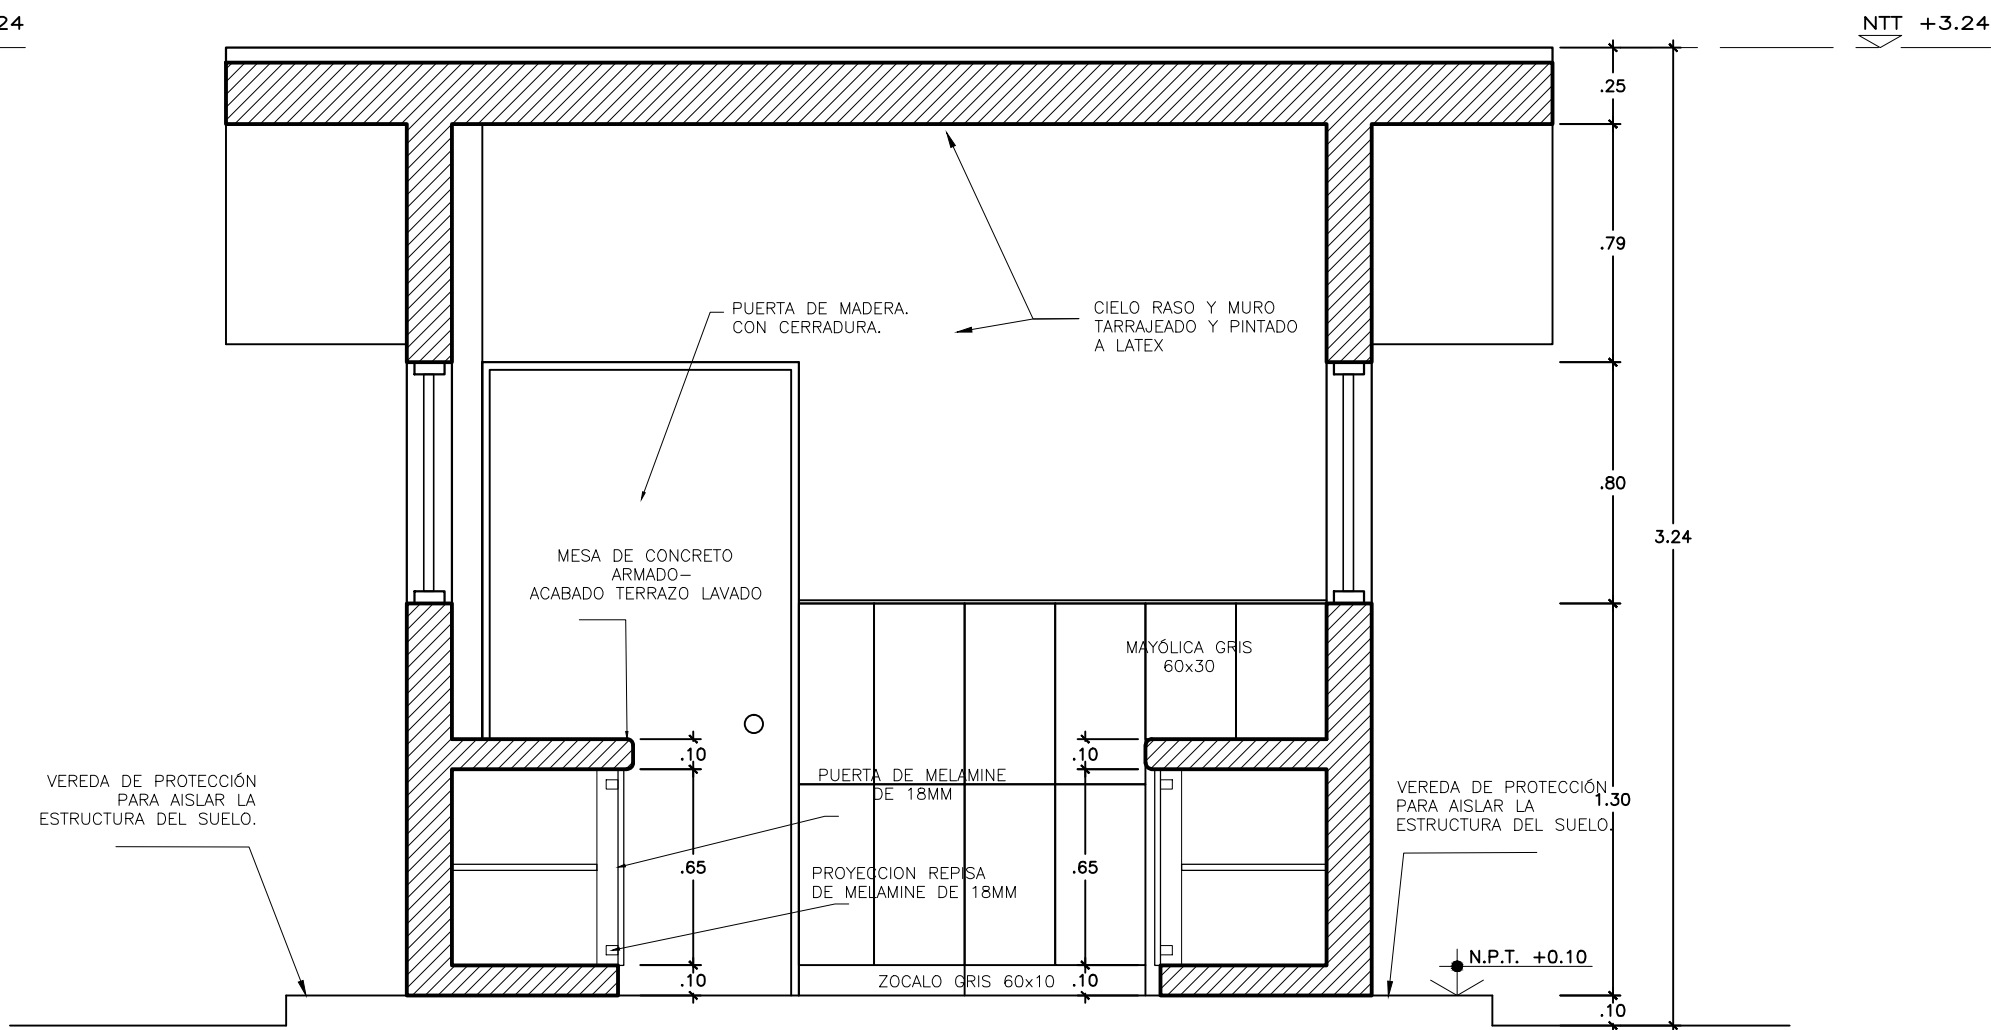 24
NTT +3.24
.25
.79
PUERTA DE MADERA.
CON CERRADURA.
CIELO RASO Y MURO
TARRAJEADO Y PINTADO
A LATEX
.80
3.24
MESA DE CONCRETO
ARMADO-
ACABADO TERRAZO LAVADO
MAYÓLICA GRIS
60x30
.10
.10
VEREDA DE PROTECCIÓN
PARA AISLAR LA
ESTRUCTURA DEL SUELO.
PUERTA DE MELAMINE
DE 18MM
VEREDA DE PROTECCIÓN
PARA AISLAR LA
ESTRUCTURA DEL SUELO.
1.30
.65
.65
PROYECCION REPISA
DE MELAMINE DE 18MM
N.P.T. +0.10
.10
ZOCALO GRIS 60x10
.10
.10